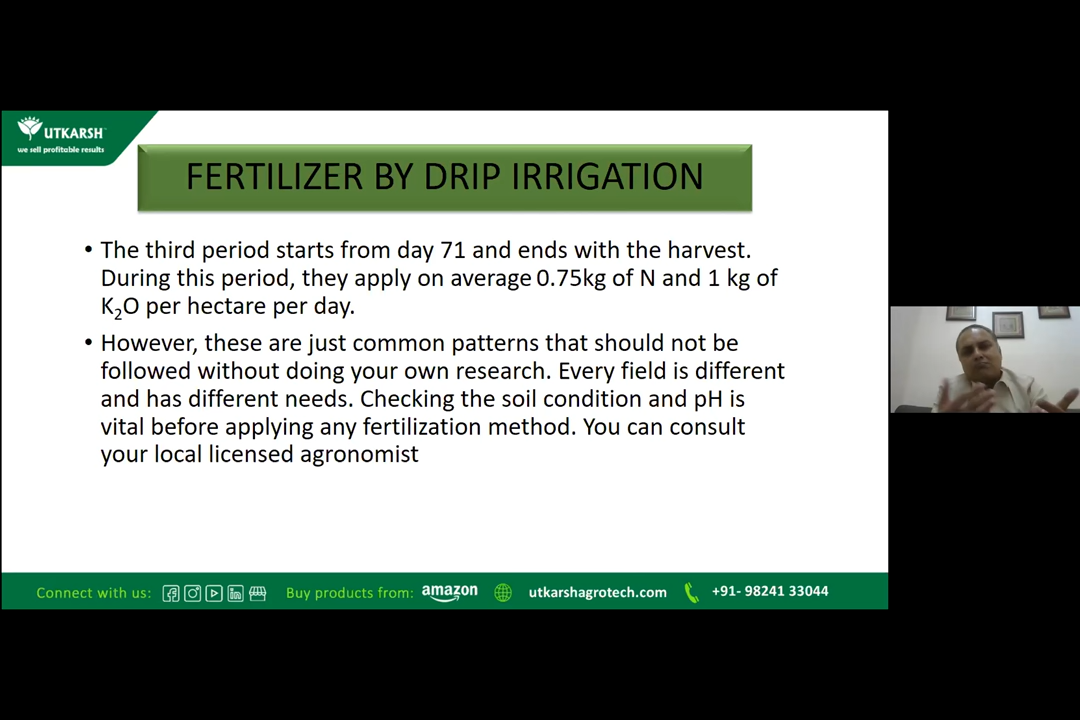 UTKARSH
we sell profitable results
FERTILIZER BY DRIP IRRIGATION
• The third period starts from day 71 and ends with the harvest.
During this period, they apply on average 0.75kg of N and 1 kg of
K₂O per hectare per day.
• However, these are just common patterns that should not be
followed without doing your own research. Every field is different
and has different needs. Checking the soil condition and pH is
vital before applying any fertilization method. You can consult
your local licensed agronomist
Connect with us: Buy products from: amazon utkarshagrotech.com +91- 98241 33044